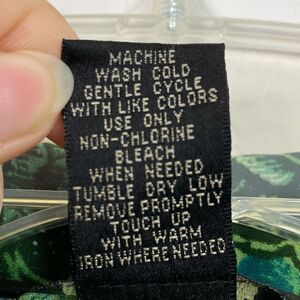 MACHINE
WASH COLD
GENTLE CYCLE
WITH LIKE COLORS
USE ONLY
NON-CHLORINE
BLEACH
WHEN NEEDED
TUMBLE DRY LOW
REMOVE PROMPTLY
TOUCH UP
WITH WARM
IRON WHERE NEEDED